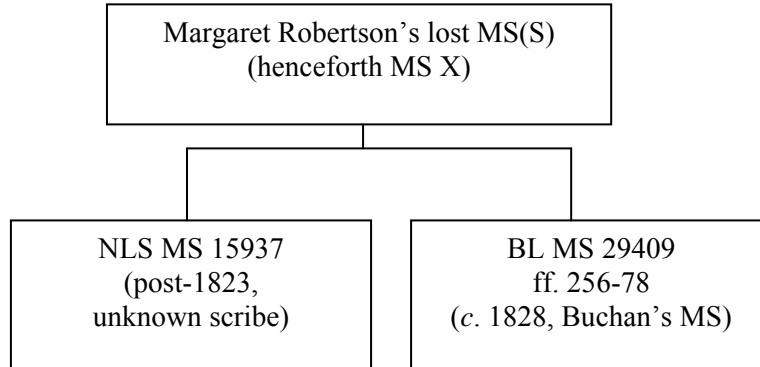 Margaret Robertson’s lost MS(S)
(henceforth MS X)
NLS MS 15937
(post-1823,
unknown scribe)
BL MS 29409
ff. 256-78
(c. 1828, Buchan’s MS)